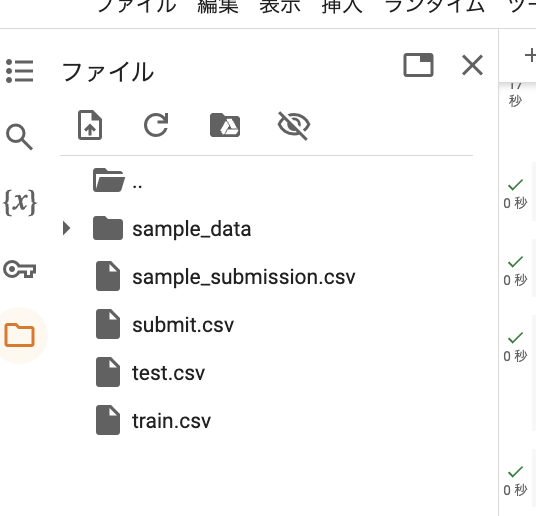 ファイル 編集 表示 挿入 ランタイム
ファイル
{x}
..
sample_data
sample_submission.csv
submit.csv
test.csv
train.csv
+
17
秒
0 秒
0 秒
0 秒
0 秒